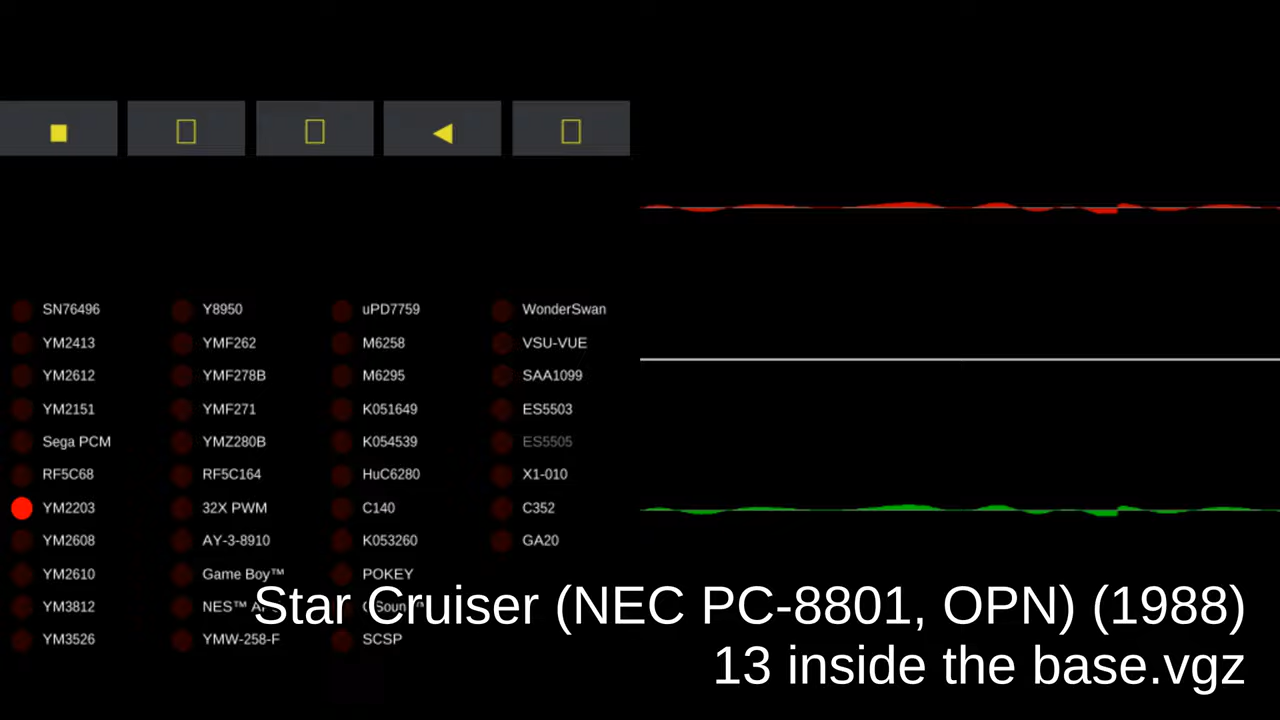 SN76496 Y8950 uPD7759 WonderSwan
YM2413 YMF262 M6258 VSU-VUE
YM2612 YMF278B M6295 SAA1099
YM2151 YMF271 K051649 ES5503
Sega PCM YMZ280B K054539 ES5505
RF5C68 RF5C164 HuC6280 X1-010
YM2203 32X PWM C140 C352
YM2608 AY-3-8910 K053260 GA20
YM2610 Game Boy™ POKEY
YM3812 NES™
YM3526 YMW-258-F SCSP
Star Cruiser (NEC PC-8801, OPN) (1988)
13 inside the base.vgz